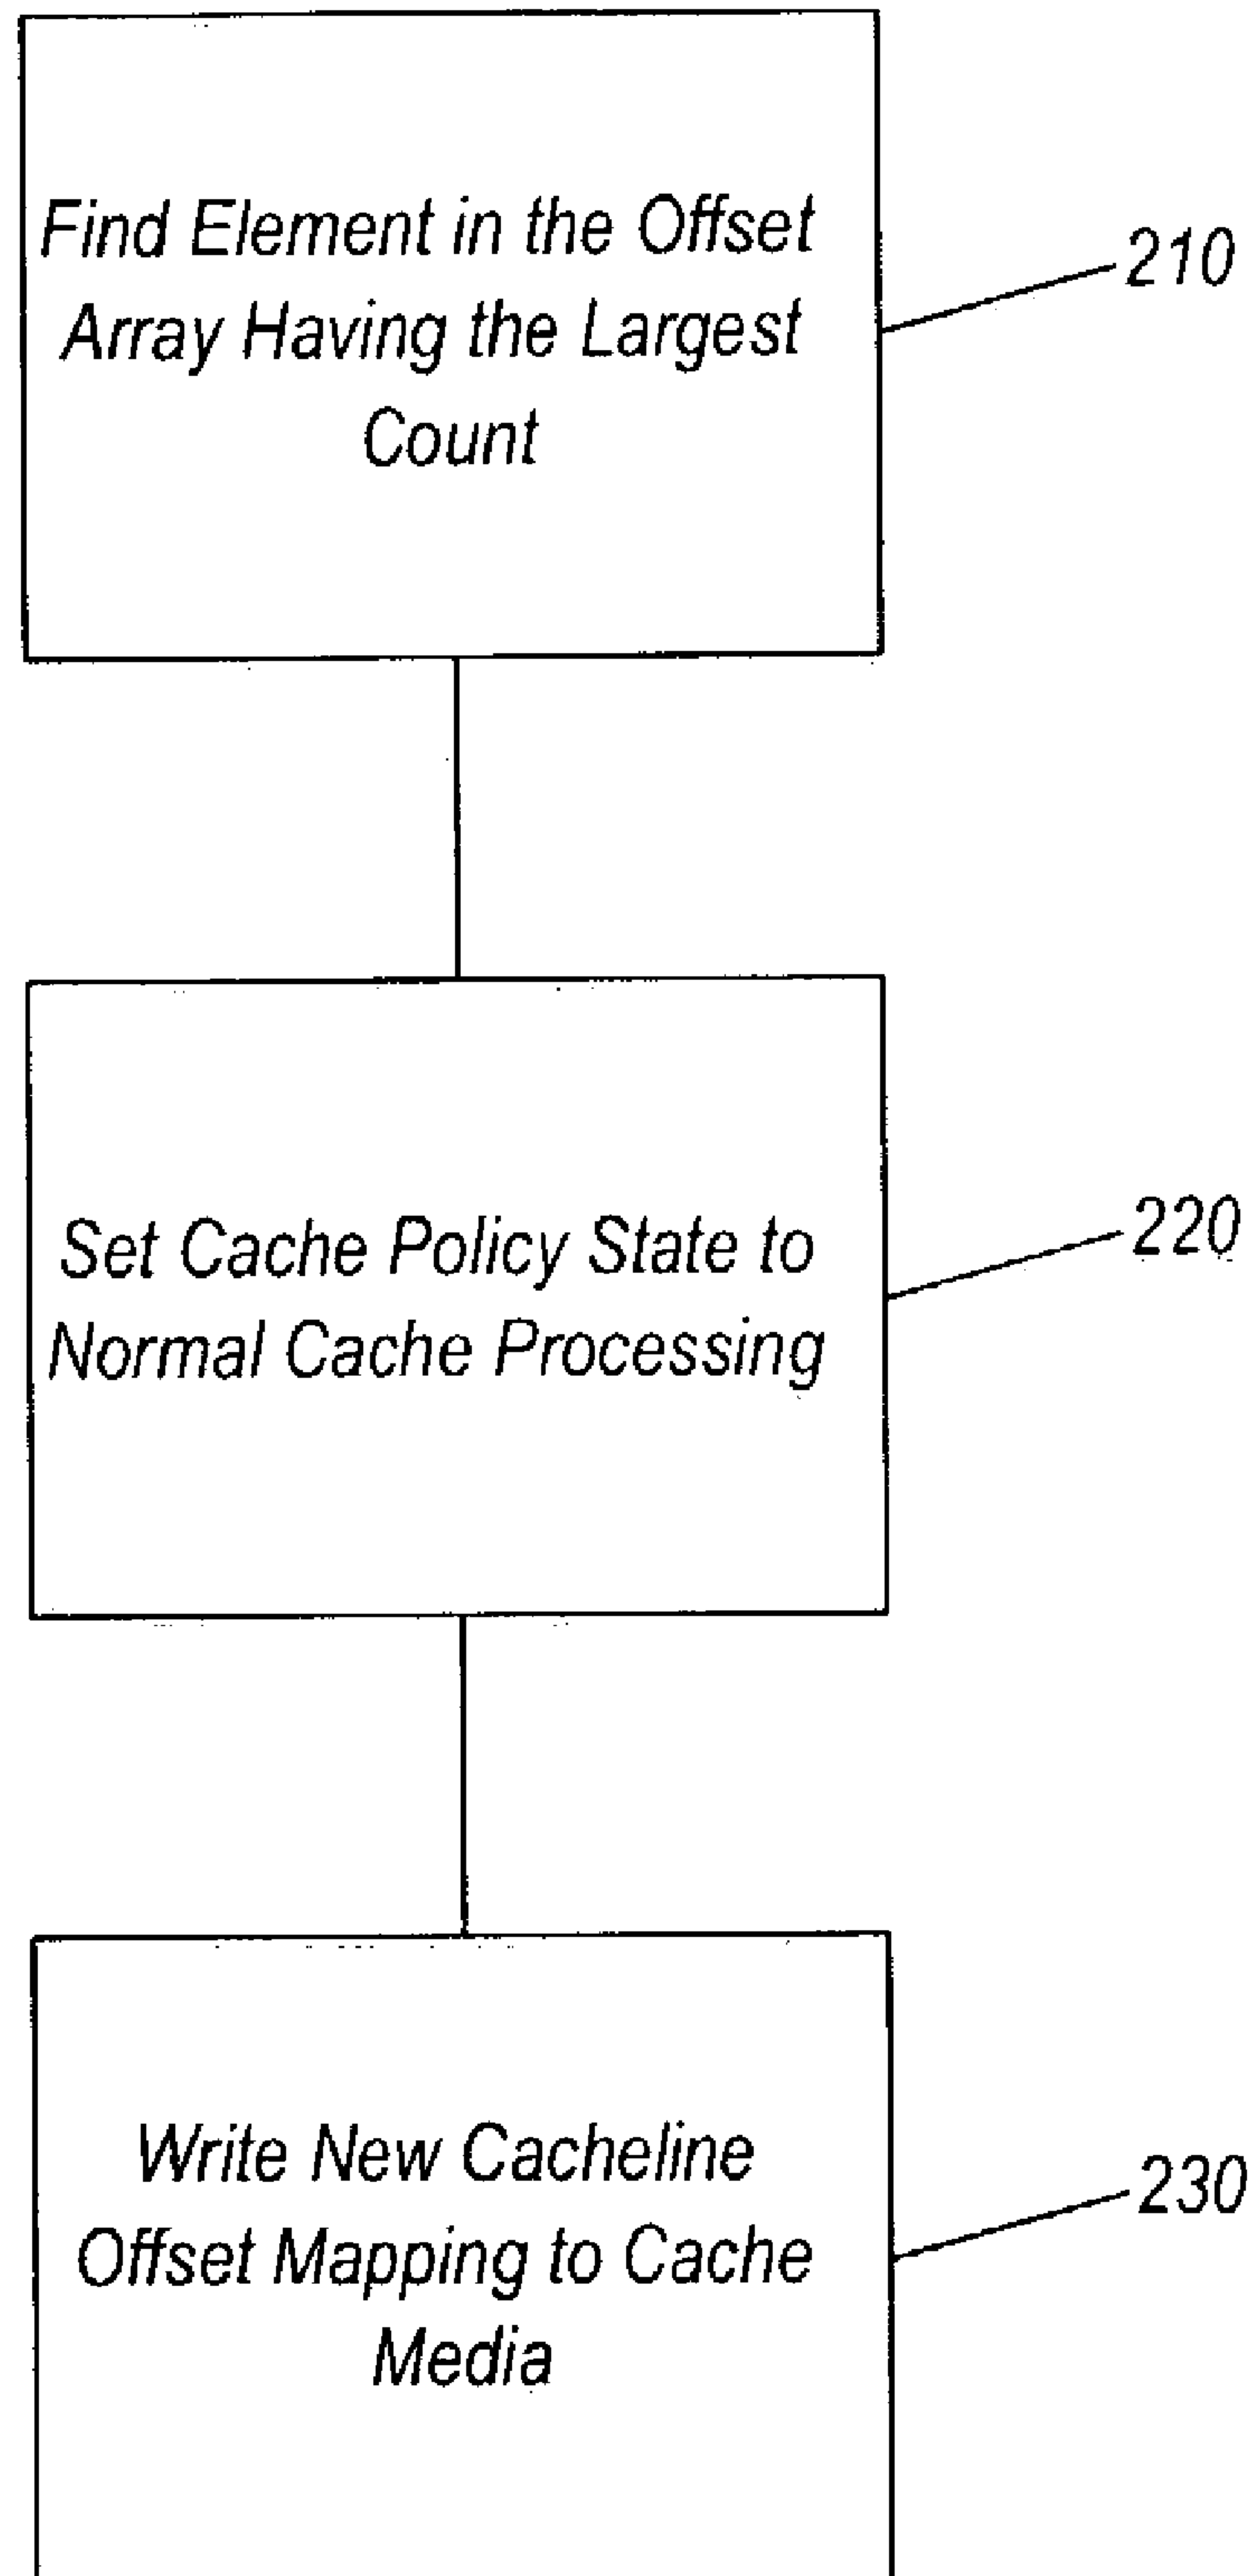 Find Element in the Offset
Array Having the Largest
Count
210
Set Cache Policy State to
Normal Cache Processing
220
Write New Cacheline
Offset Mapping to Cache
Media
230